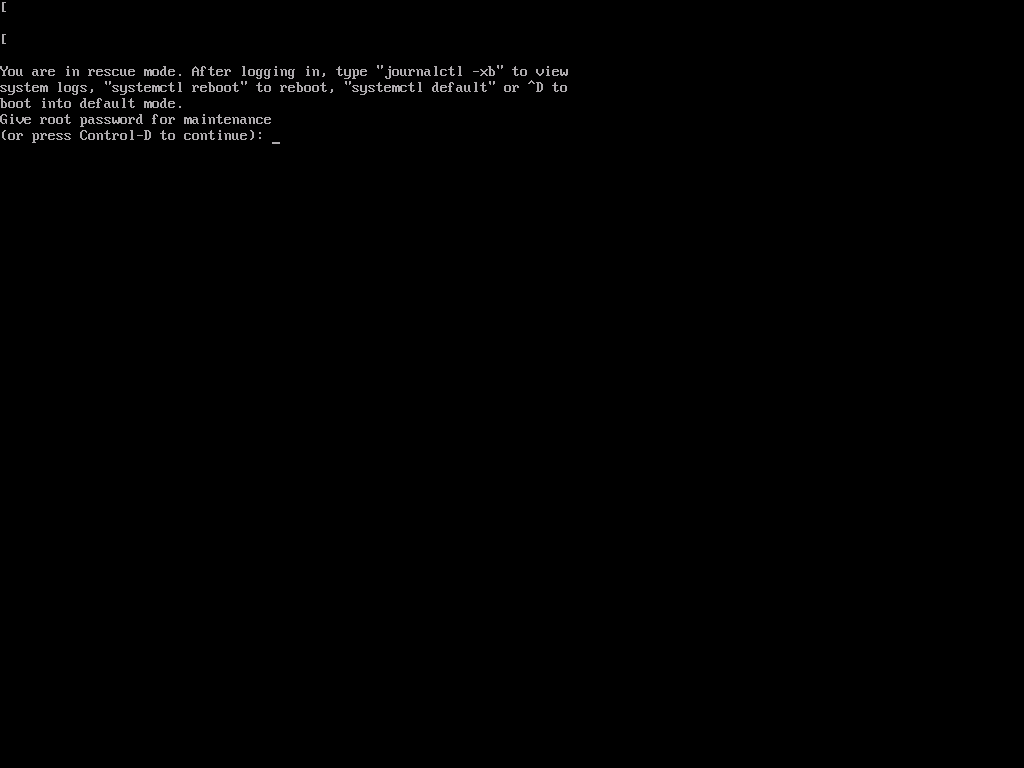 [
[
You are in rescue mode. After logging in, type "journalctl -xb" to view
system logs, "systemctl reboot" to reboot, "systemctl default" or ^D to
boot into default mode.
Give root password for maintenance
(or press Control-D to continue): _